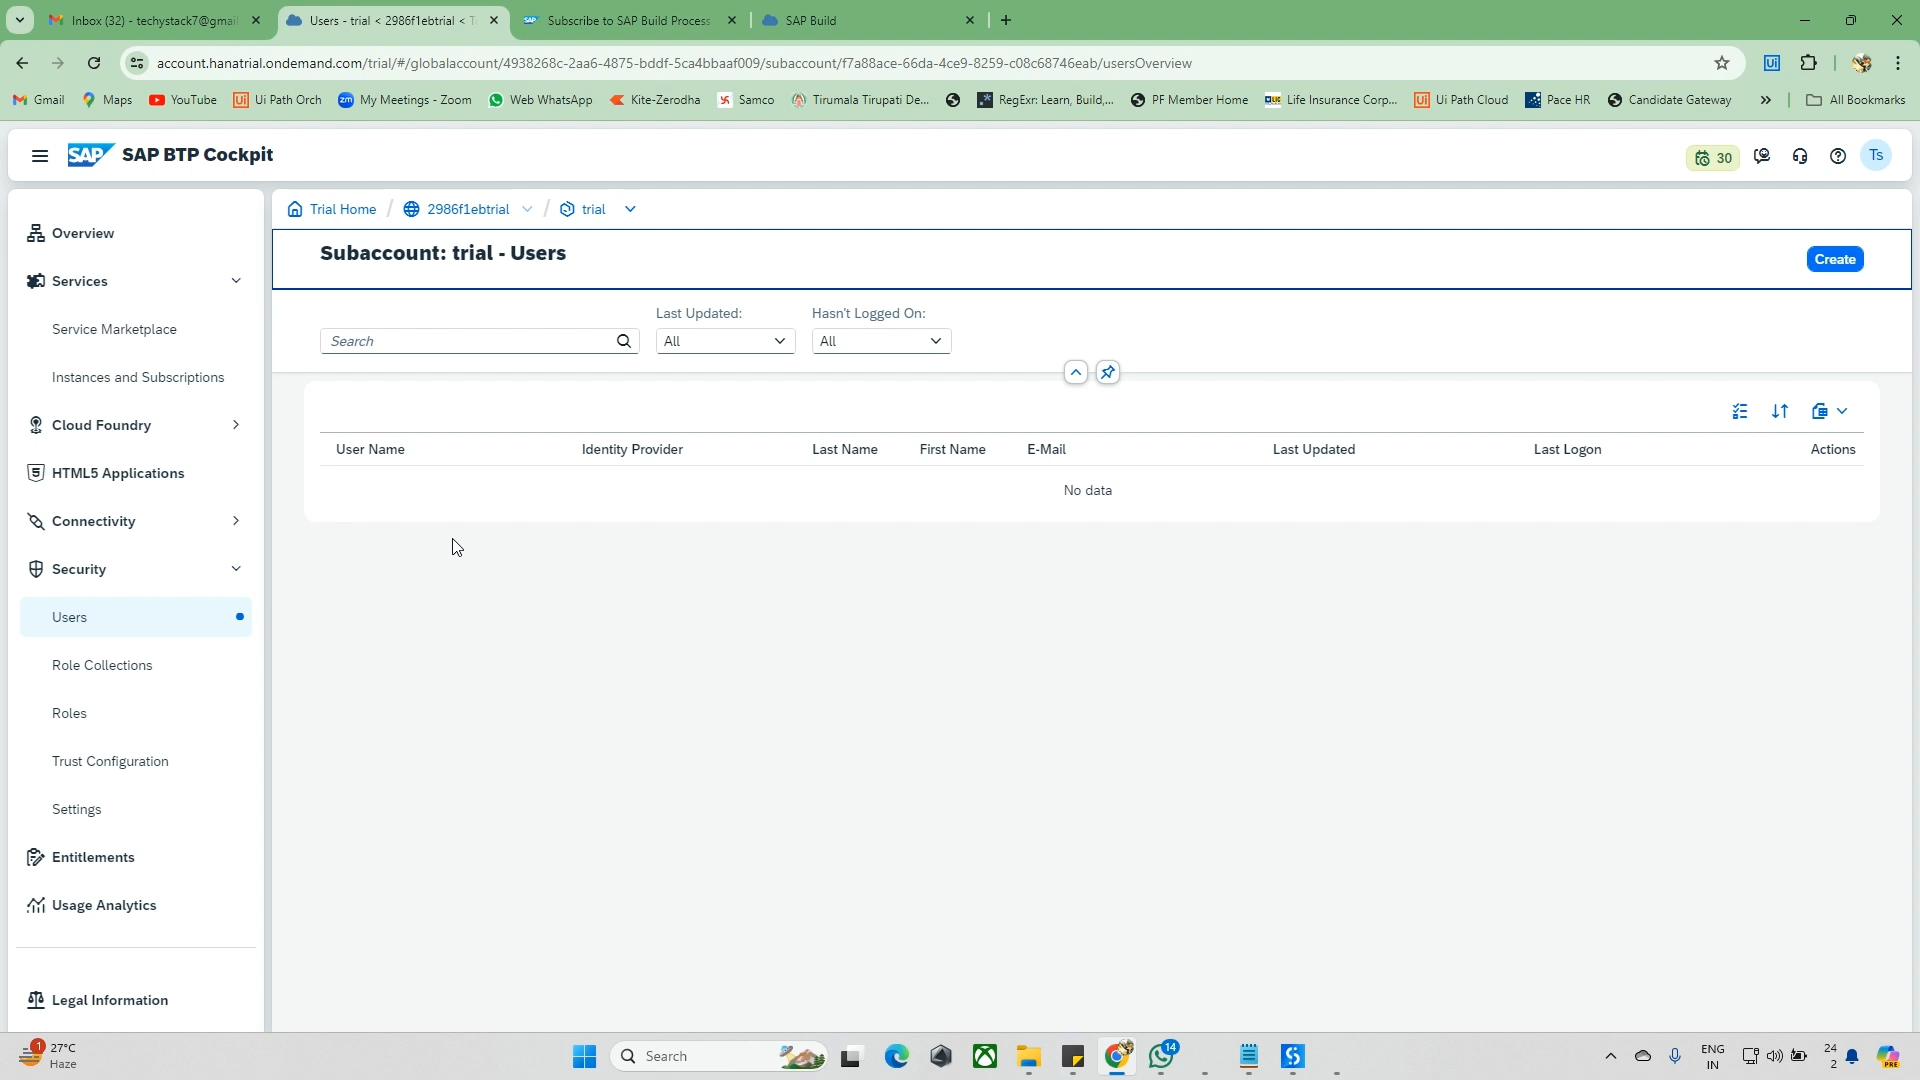 Inbox (32) - techystack7@gmail
Users - trial < 2986f1ebtrial < T
Subscribe to SAP Build Process
SAP Build
account.hanatrial.ondemand.com/trial/#/globalaccount/4938268c-2aa6-4875-bddf-5ca4bbaaf009/subaccount/f7a88ace-66da-4ce9-8259-c08c68746eab/usersOverview
Gmail
Maps
YouTube
Ui Path Orch
My Meetings - Zoom
Web WhatsApp
Kite-Zerodha
Samco
Tirumala Tirupati De...
RegExr: Learn, Build,...
PF Member Home
Life Insurance Corp...
Ui Path Cloud
Pace HR
Candidate Gateway
All Bookmarks
SAP
SAP BTP Cockpit
30
Ts
Trial Home / 2986f1ebtrial / trial
Overview
Services
Service Marketplace
Instances and Subscriptions
Cloud Foundry
HTML5 Applications
Connectivity
Security
Users
Role Collections
Roles
Trust Configuration
Settings
Entitlements
Usage Analytics
Legal Information
Subaccount: trial - Users
Create
Last Updated:
Hasn't Logged On:
Search
All
All
User Name
Identity Provider
Last Name
First Name
E-Mail
Last Updated
Last Logon
Actions
No data
1
27°C
Haze
Search
14
ENG
IN
24
2
PRE